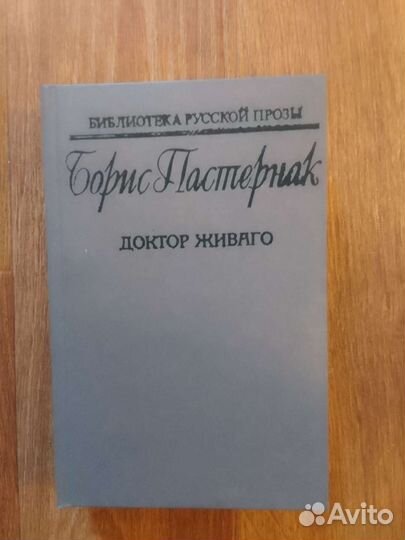 БИБЛИОТЕКА РУССКОЙ ПРОЗЫ
Борис Пастернак
ДОКТОР ЖИВАГО
Avito